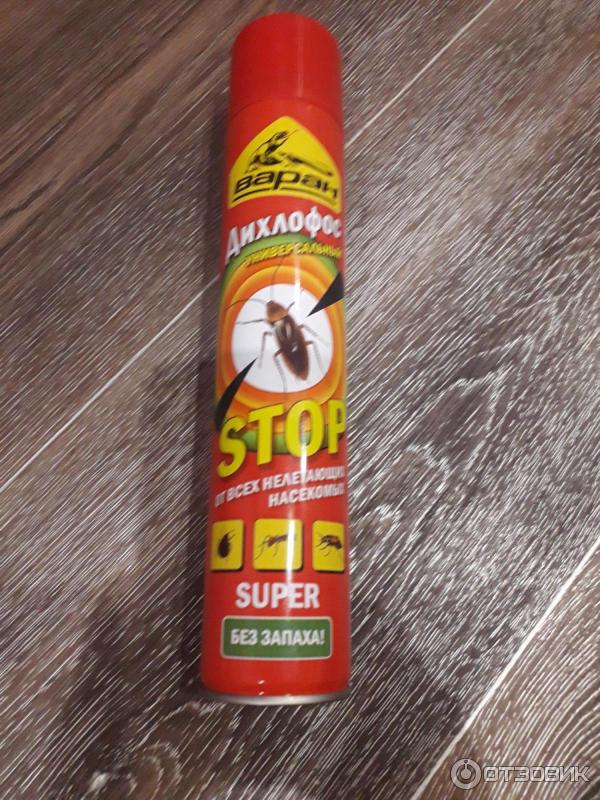 Варан
Дихлофос
УНИВЕРСАЛЬНЫЙ
STOP
ОТ ВСЕХ НЕЛЕТАЮЩИХ
НАСЕКОМЫХ
SUPER
БЕЗ ЗАПАХА!
ОТЗОВИК